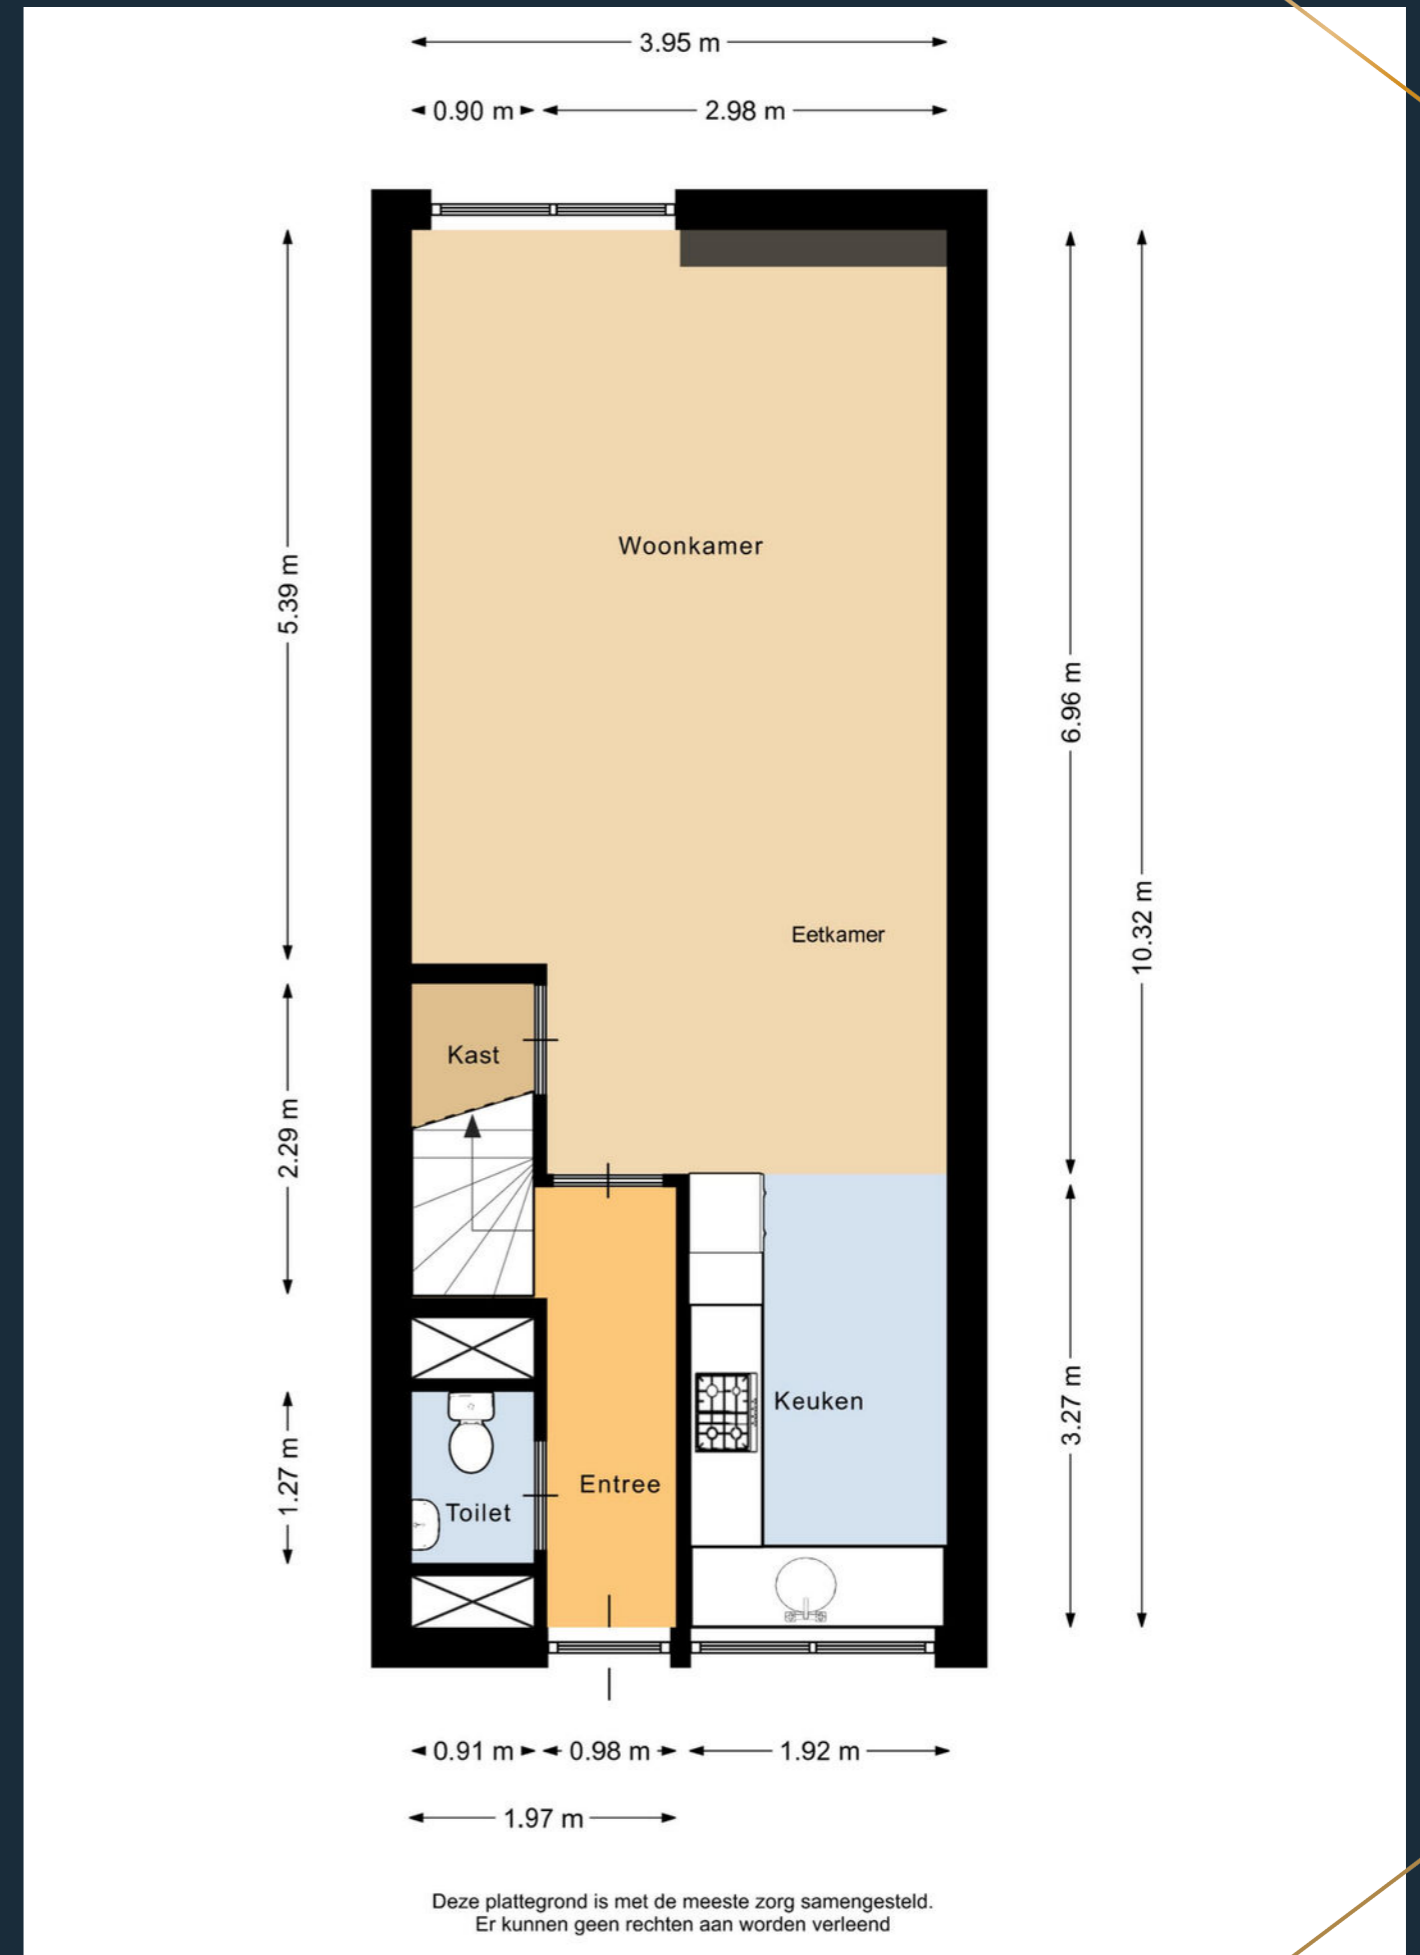 3.95 m
0.90 m
2.98 m
5.39 m
Woonkamer
6.96 m
Eetkamer
10.32 m
Kast
2.29 m
Keuken
3.27 m
1.27 m
Entree
Toilet
0.91 m
0.98 m
1.92 m
1.97 m
Deze plattegrond is met de meeste zorg samengesteld.
Er kunnen geen rechten aan worden verleend